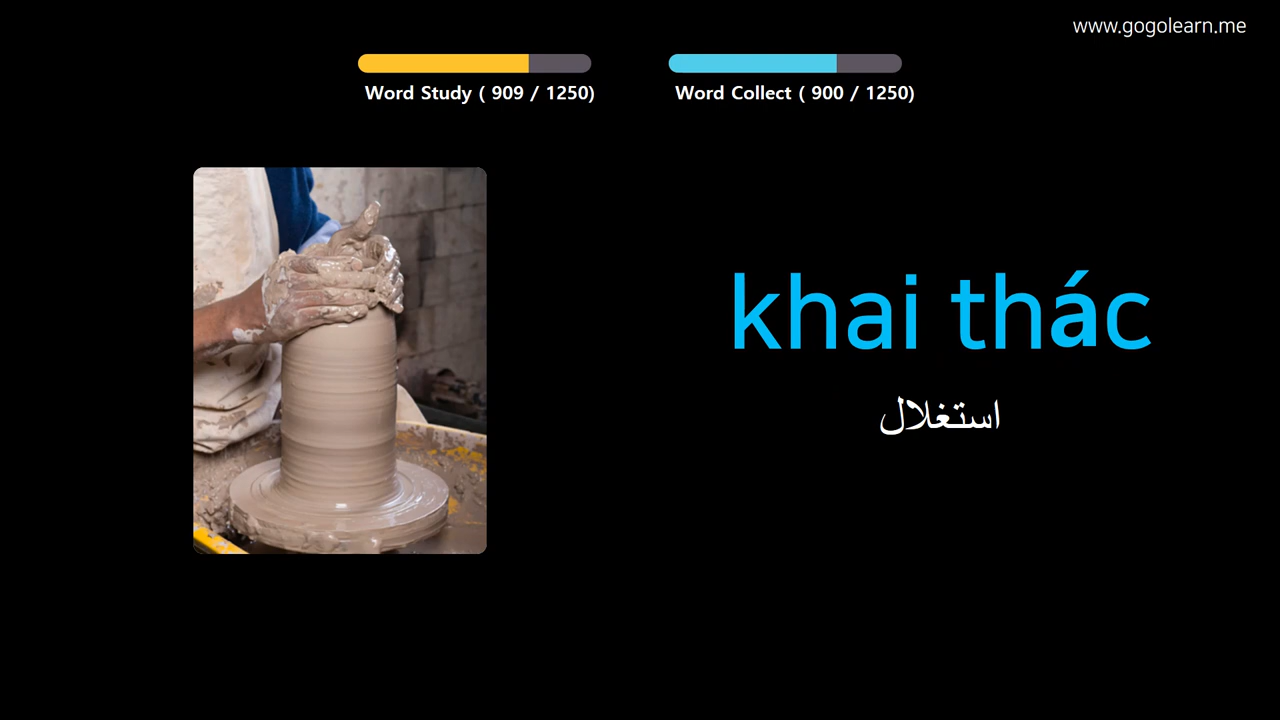 www.gogolearn.me
Word Study ( 909 / 1250)
Word Collect ( 900 / 1250)
khai thác
استغلال